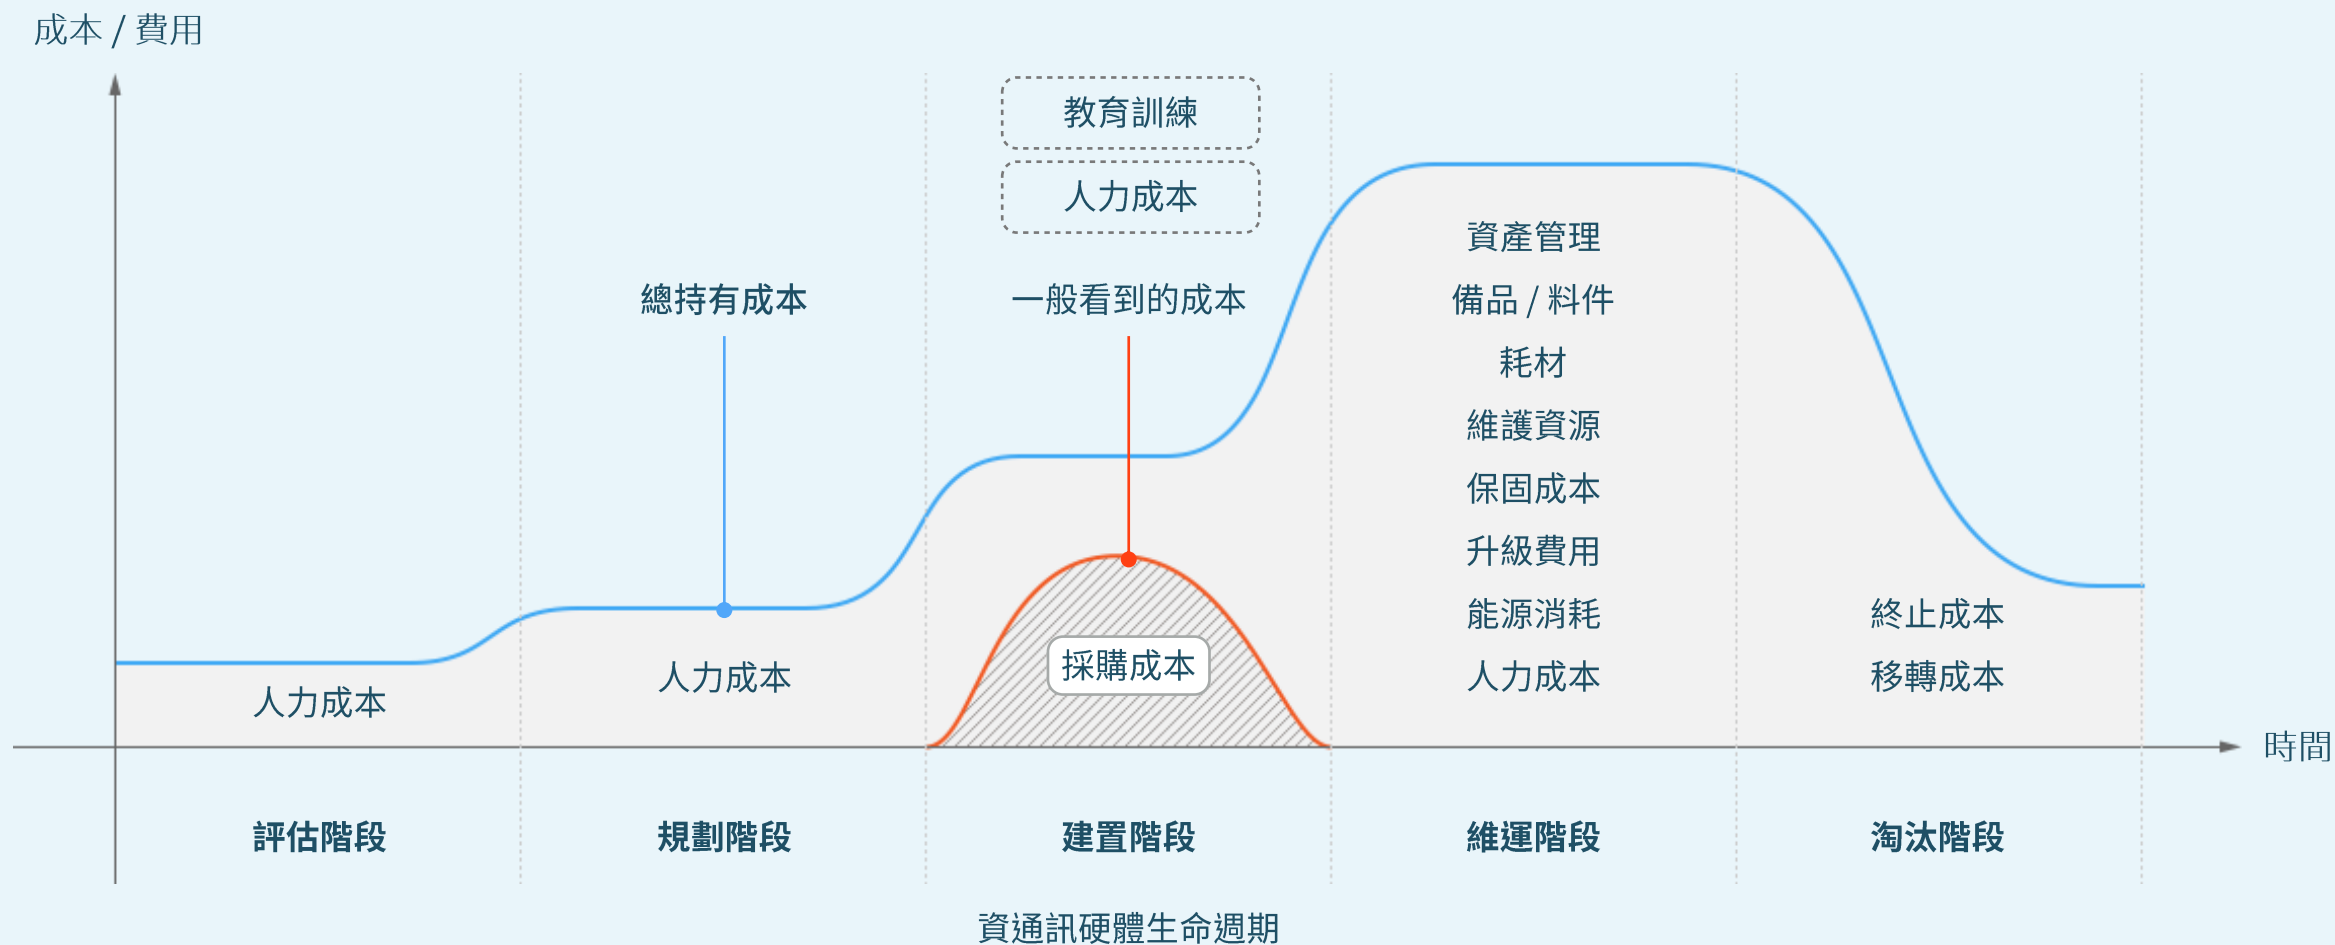 成本 / 費用
教育訓練
人力成本
總持有成本
一般看到的成本
資產管理
備品 / 料件
耗材
維護資源
保固成本
升級費用
能源消耗
人力成本
人力成本
人力成本
採購成本
終止成本
移轉成本
時間
評估階段
規劃階段
建置階段
維運階段
淘汰階段
資通訊硬體生命週期